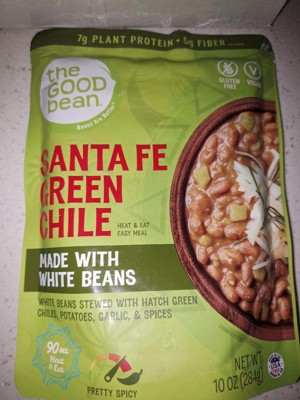 7g PLANT PROTEIN • 5g FIBER
the
GOOD
bean.
GLUTEN
FREE
VEGAN
SANTA FE
GREEN
CHILE
HEAT & EAT
EASY MEAL
MADE WITH
WHITE BEANS
WHITE BEANS STEWED WITH HATCH GREEN
CHILES, POTATOES, GARLIC, & SPICES
90 sec
Heat
& Eat
PRETTY SPICY
NET WT
10 OZ (284g)